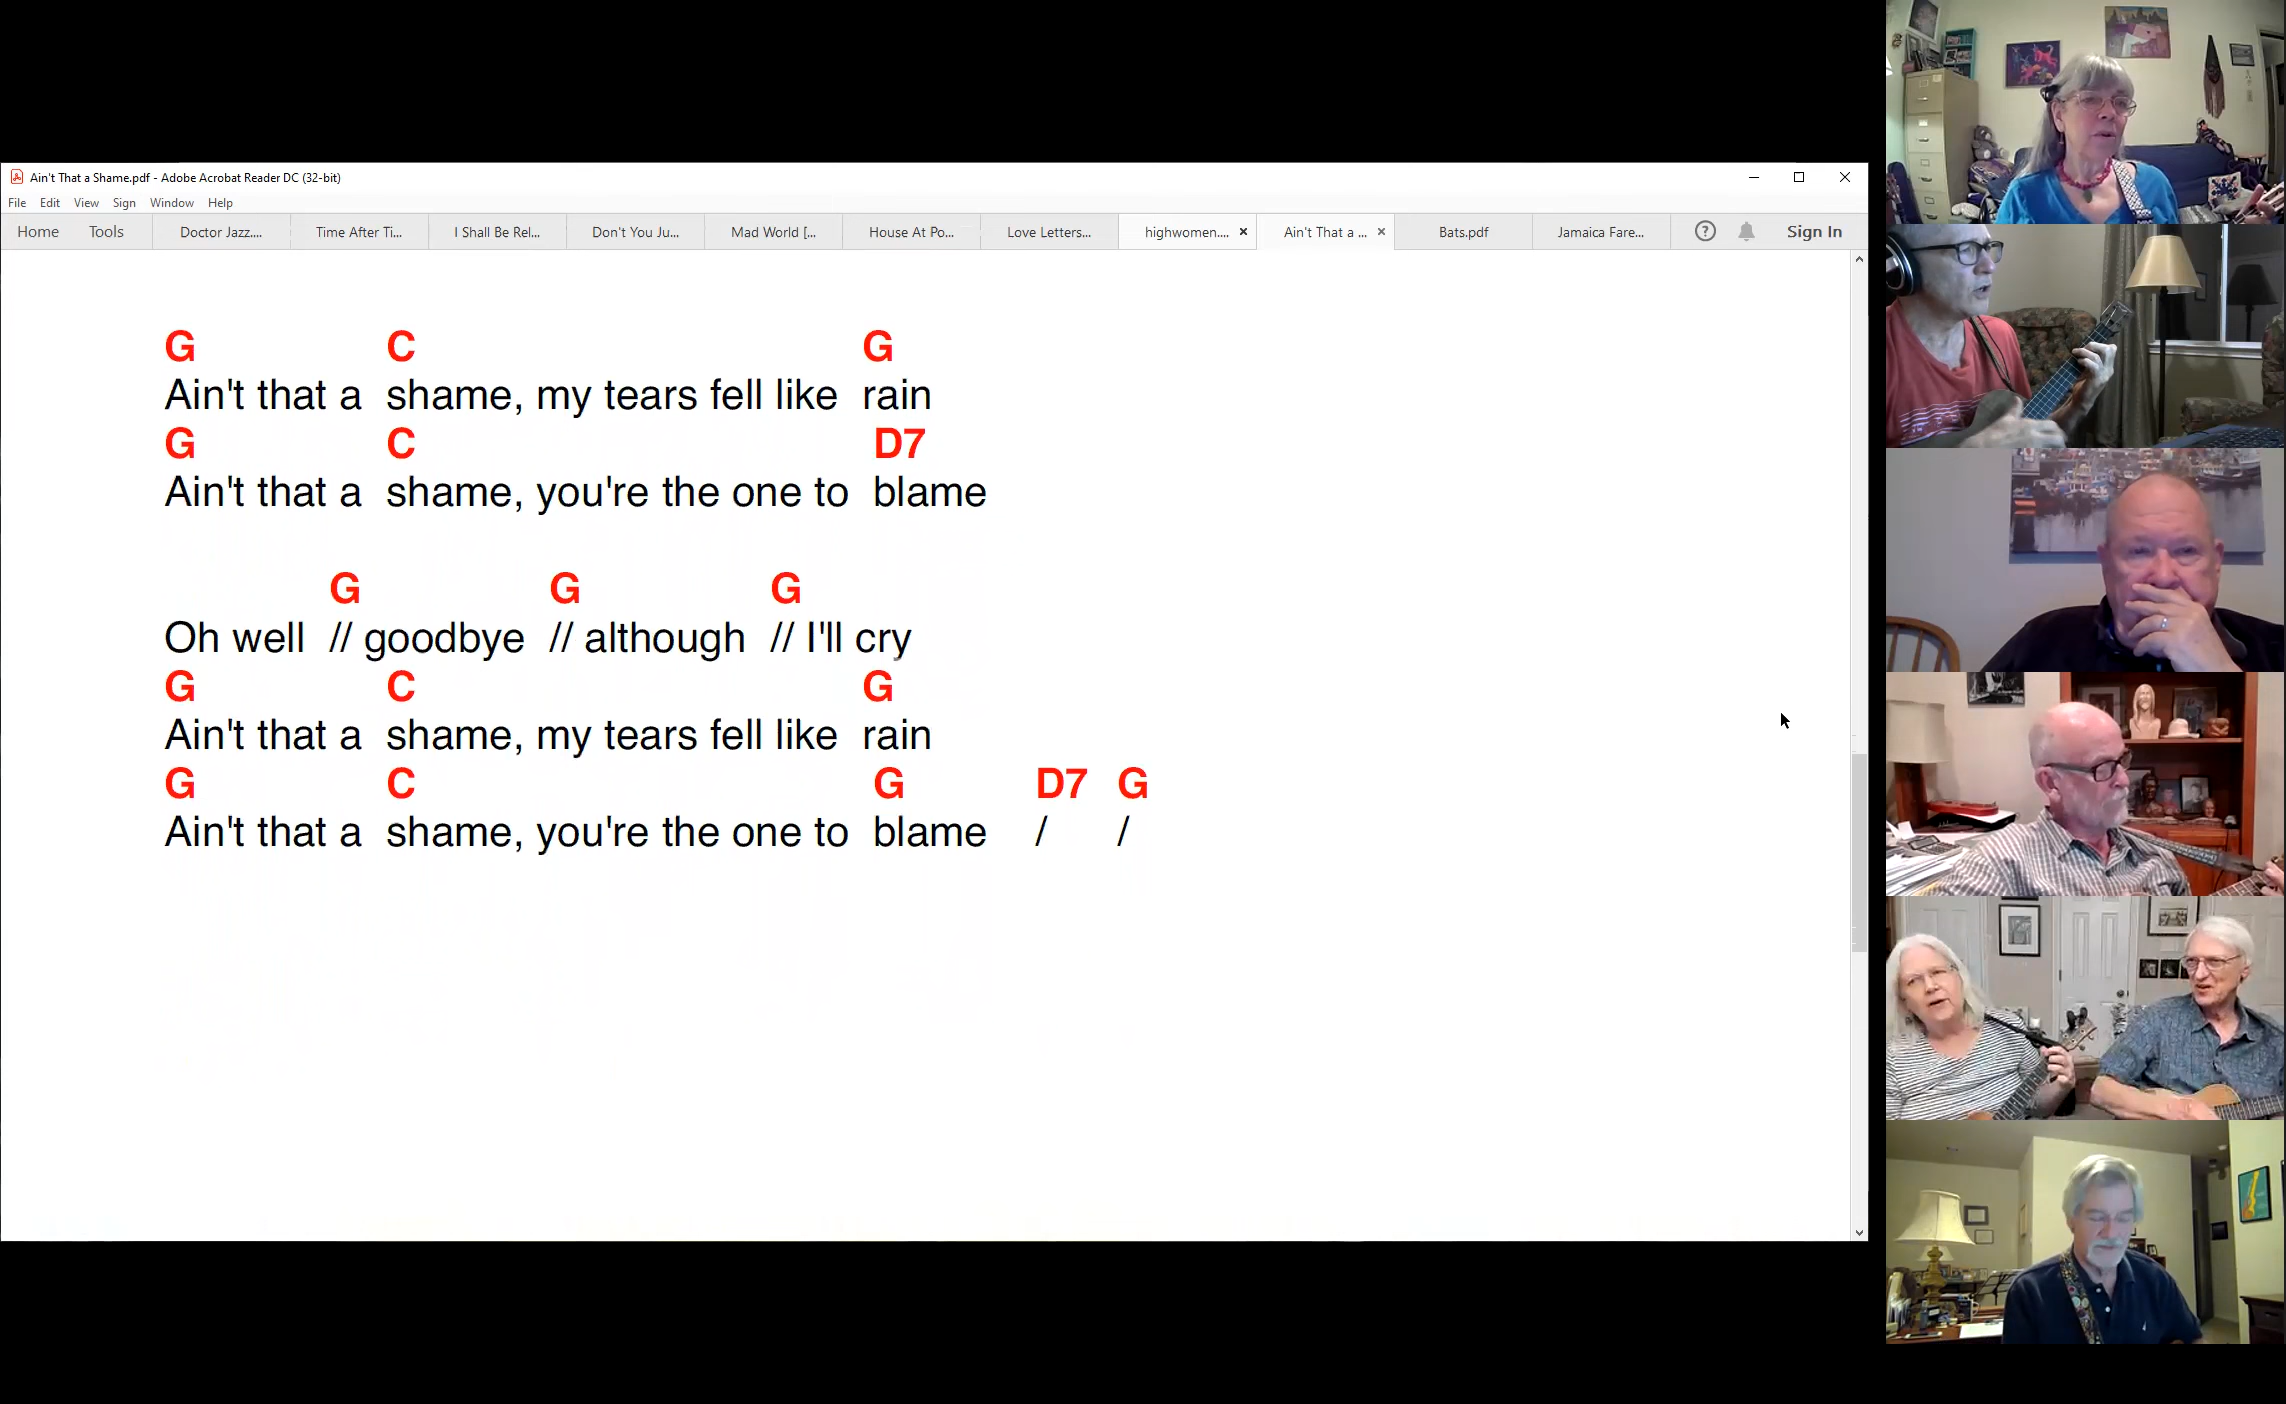 Ain't That a Shame.pdf - Adobe Acrobat Reader DC (32-bit)
File Edit View Sign Window Help
Home Tools Doctor Jazz.... Time After Ti... I Shall Be Rel... Don't You Ju... Mad World [... House At Po... Love Letters... highwomen.... Ain't That a ... Bats.pdf Jamaica Fare... Sign In
G C G
Ain't that a shame, my tears fell like rain
G C D7
Ain't that a shame, you're the one to blame
G G G
Oh well // goodbye // although // I'll cry
G C G
Ain't that a shame, my tears fell like rain
G C G D7 G
Ain't that a shame, you're the one to blame / /